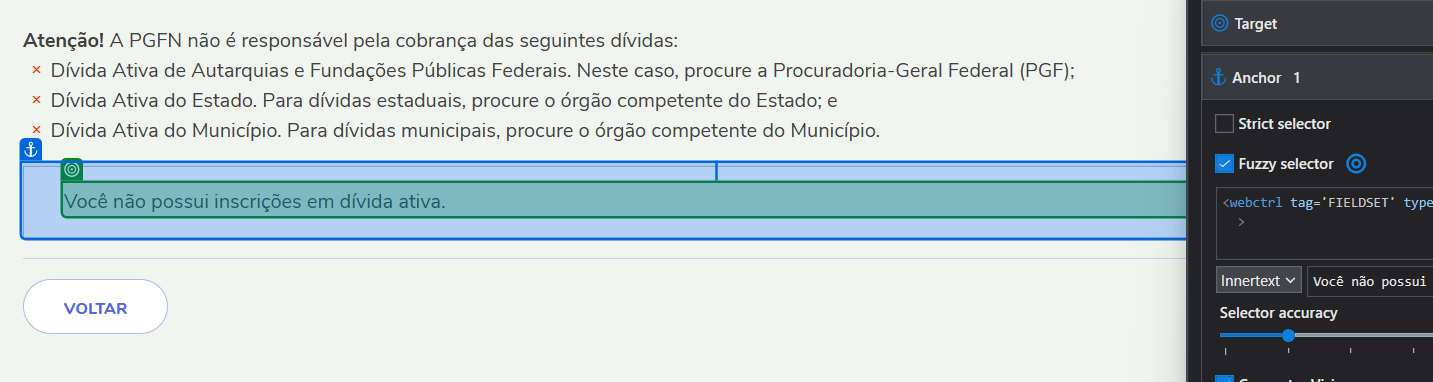 Atenção! A PGFN não é responsável pela cobrança das seguintes dívidas:
× Dívida Ativa de Autarquias e Fundações Públicas Federais. Neste caso, procure a Procuradoria-Geral Federal (PGF);
× Dívida Ativa do Estado. Para dívidas estaduais, procure o órgão competente do Estado; e
× Dívida Ativa do Município. Para dívidas municipais, procure o órgão competente do Município.
Você não possui inscrições em dívida ativa.
VOLTAR
Target
Anchor 1
Strict selector
Fuzzy selector
<webctrl tag='FIELDSET' type
>
Innertext
Você não possui
Selector accuracy